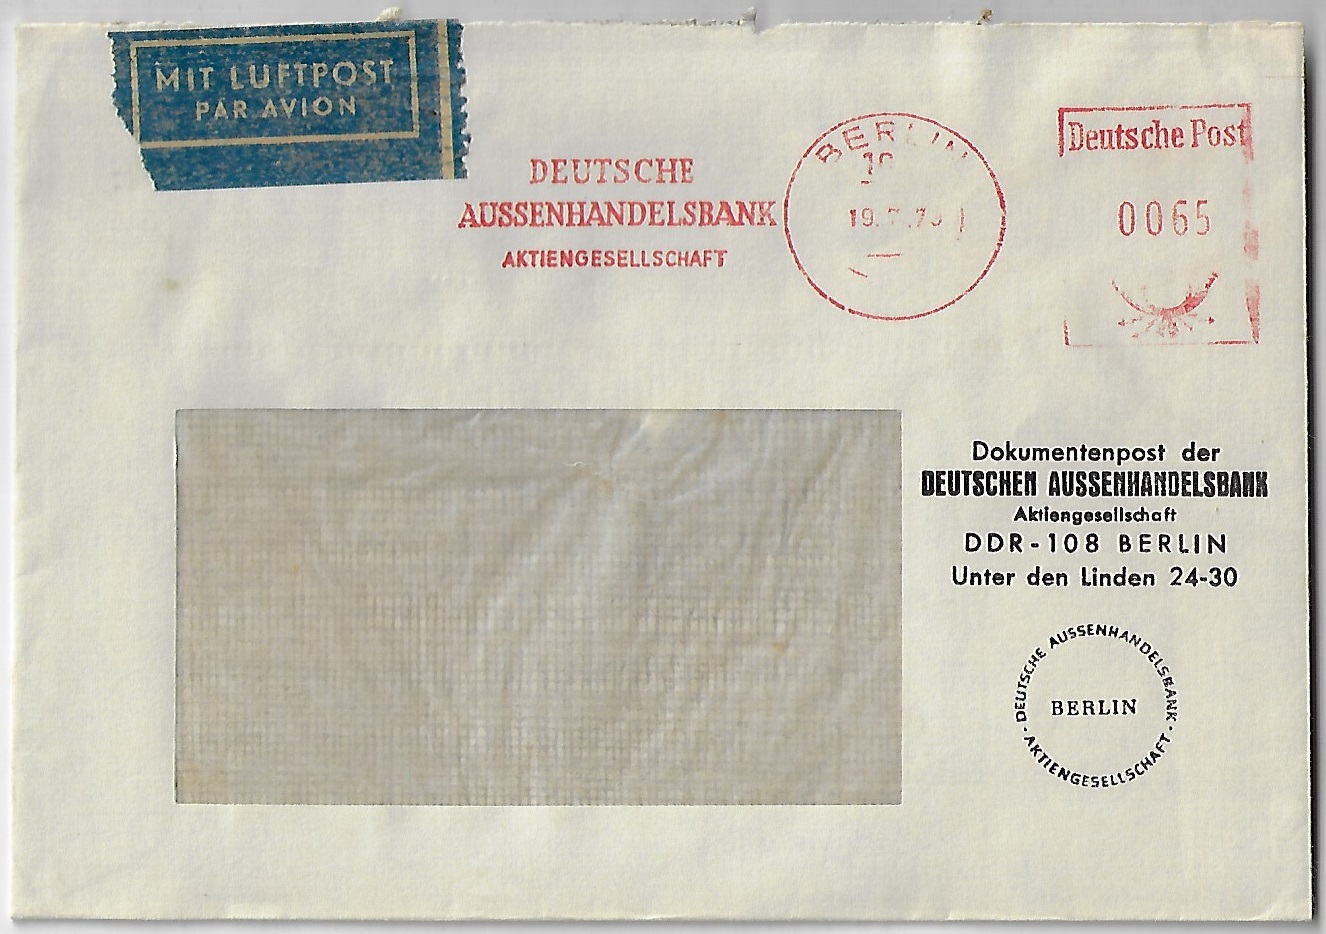 MIT LUFTPOST
PAR AVION
DEUTSCHE
AUSSENHANDELSBANK
AKTIENGESELLSCHAFT
BERLIN
Deutsche Post
0065
Dokumentenpost der
DEUTSCHEN AUSSENHANDELSBANK
Aktiengesellschaft
DDR-108 BERLIN
Unter den Linden 24-30
DEUTSCHE AUSSENHANDELSBANK · AKTIENGESELLSCHAFT ·
BERLIN